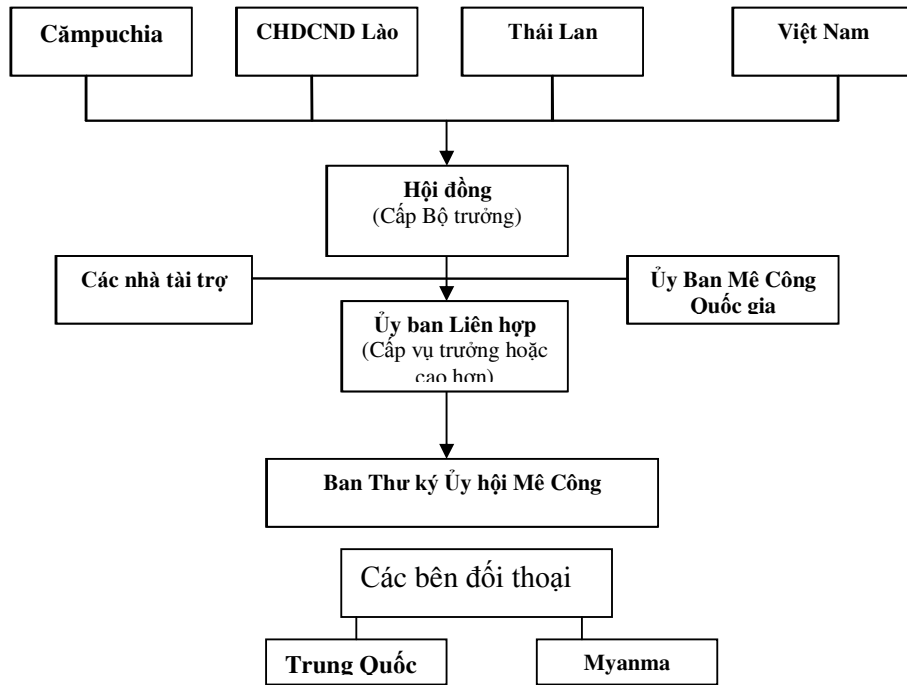 Cămpuchia
CHDCND Lào
Thái Lan
Việt Nam
Hội đồng
(Cấp Bộ trưởng)
Các nhà tài trợ
Ủy Ban Mê Công
Quốc gia
Ủy ban Liên hợp
(Cấp vụ trưởng hoặc
cao hơn)
Ban Thư ký Ủy hội Mê Công
Các bên đối thoại
Trung Quốc
Myanma